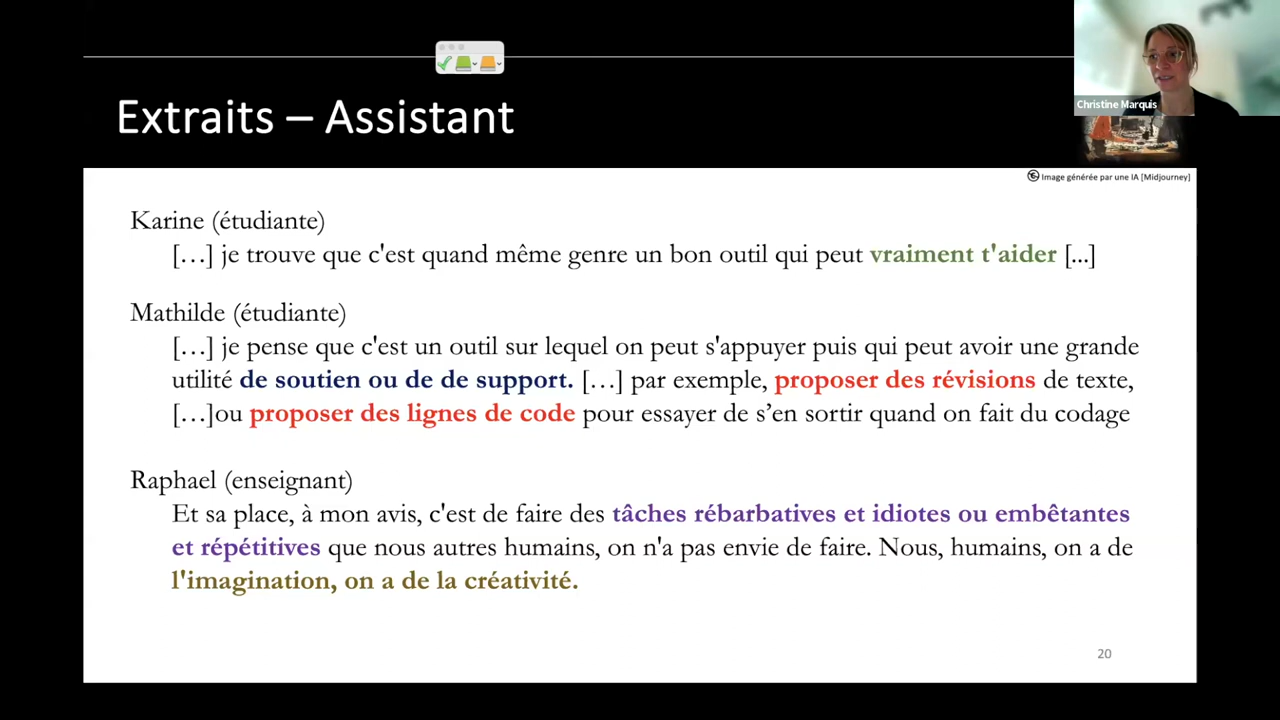 Extraits – Assistant
Christine Marquis
Image générée par une IA [Midjourney]
Karine (étudiante)
[…] je trouve que c'est quand même genre un bon outil qui peut vraiment t'aider [...]
Mathilde (étudiante)
[…] je pense que c'est un outil sur lequel on peut s'appuyer puis qui peut avoir une grande
utilité de soutien ou de de support. […] par exemple, proposer des révisions de texte,
[…]ou proposer des lignes de code pour essayer de s’en sortir quand on fait du codage
Raphael (enseignant)
Et sa place, à mon avis, c'est de faire des tâches rébarbatives et idiotes ou embêtantes
et répétitives que nous autres humains, on n'a pas envie de faire. Nous, humains, on a de
l'imagination, on a de la créativité.
20